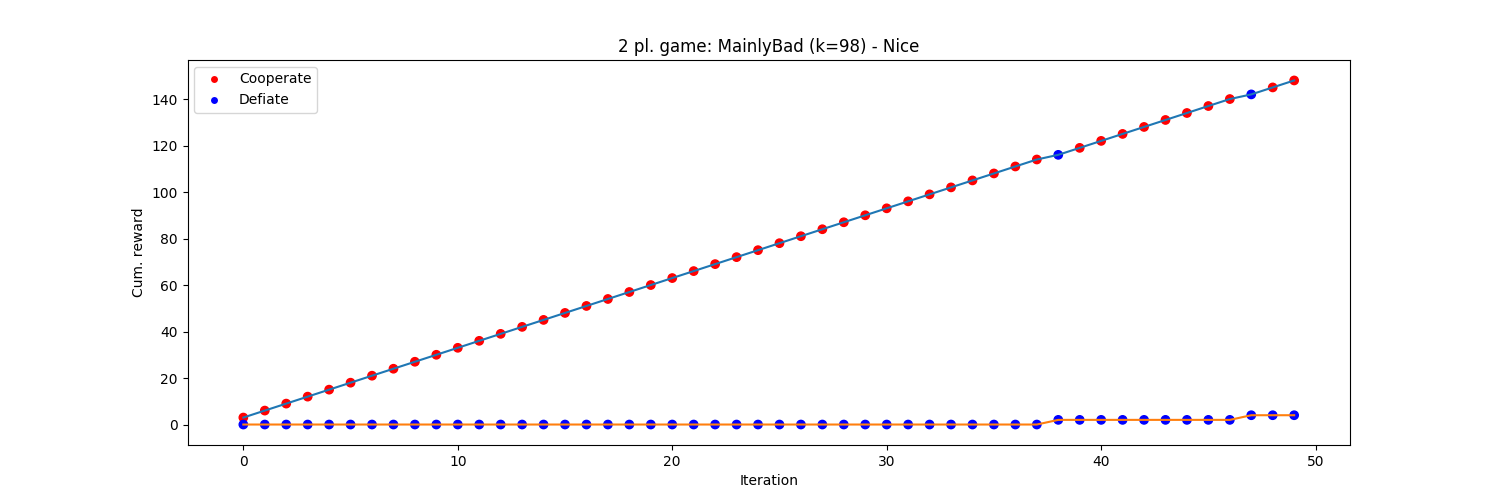 2 pl. game: MainlyBad (k=98) - Nice
Cooperate
Defiate
140
120
100
80
60
40
20
0
Cum. reward
0 10 20 30 40 50
Iteration